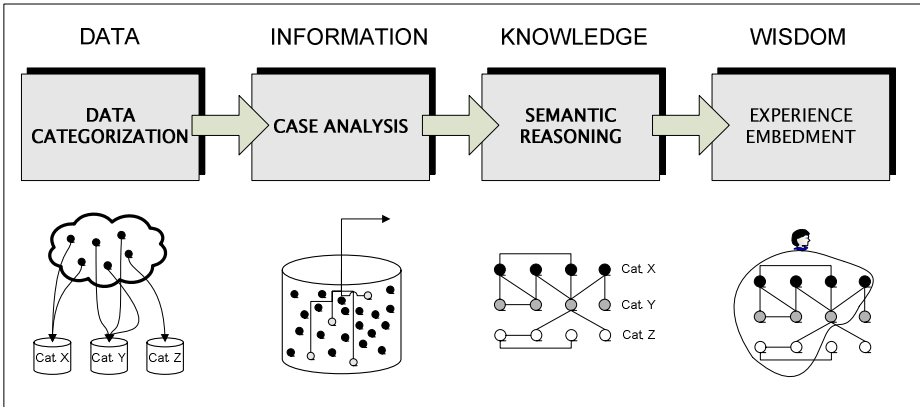 DATA
INFORMATION
KNOWLEDGE
WISDOM
DATA
CATEGORIZATION
CASE ANALYSIS
SEMANTIC
REASONING
EXPERIENCE
EMBEDMENT
Cat X
Cat Y
Cat Z
Cat X
Cat Y
Cat Z